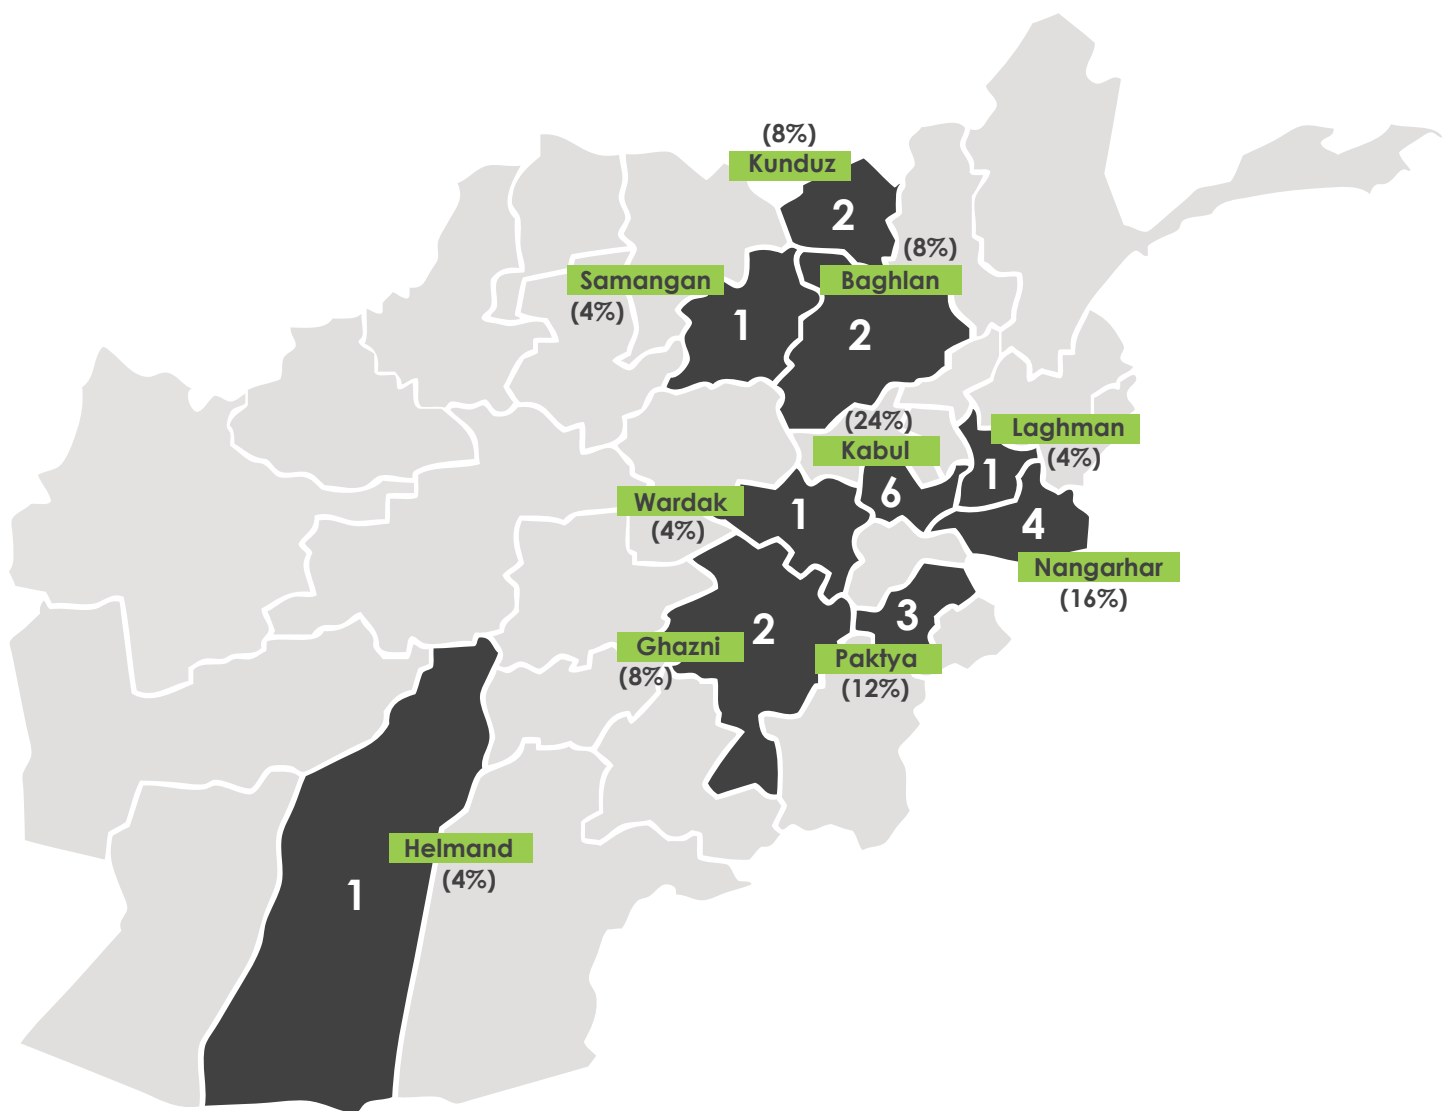 (8%)
Kunduz
2
(8%)
Samangan
Baghlan
(4%)
1
2
(24%)
Laghman
Kabul
(4%)
1
Wardak
6
1
(4%)
4
Nangarhar
(16%)
3
2
Ghazni
Paktya
(8%)
(12%)
Helmand
(4%)
1